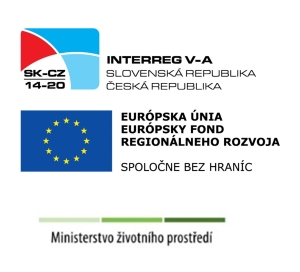 SK-CZ
14-20
INTERREG V-A
SLOVENSKÁ REPUBLIKA
ČESKÁ REPUBLIKA
EURÓPSKA ÚNIA
EURÓPSKY FOND
REGIONÁLNEHO ROZVOJA
SPOLOČNE BEZ HRANÍC
Ministerstvo životního prostředí